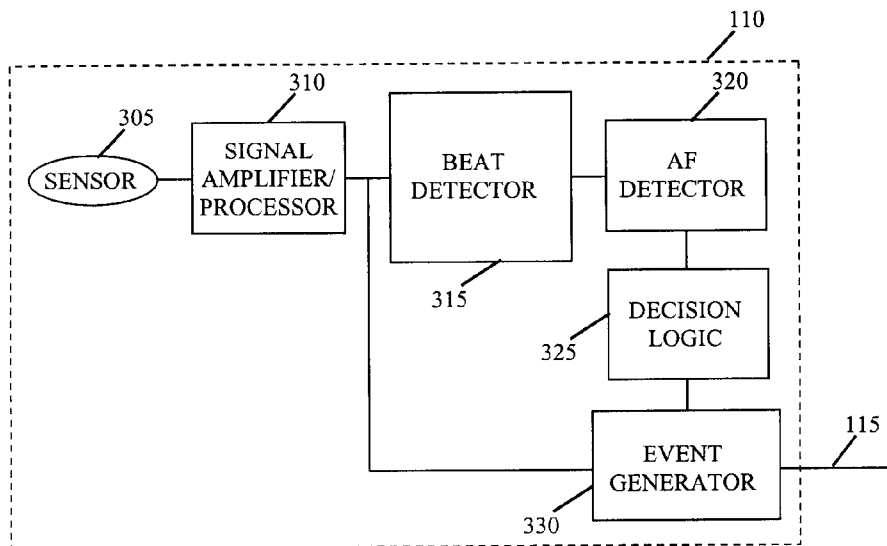 110
310
320
305
SENSOR
SIGNAL
AMPLIFIER/
PROCESSOR
BEAT
DETECTOR
AF
DETECTOR
315
325
DECISION
LOGIC
115
EVENT
GENERATOR
330